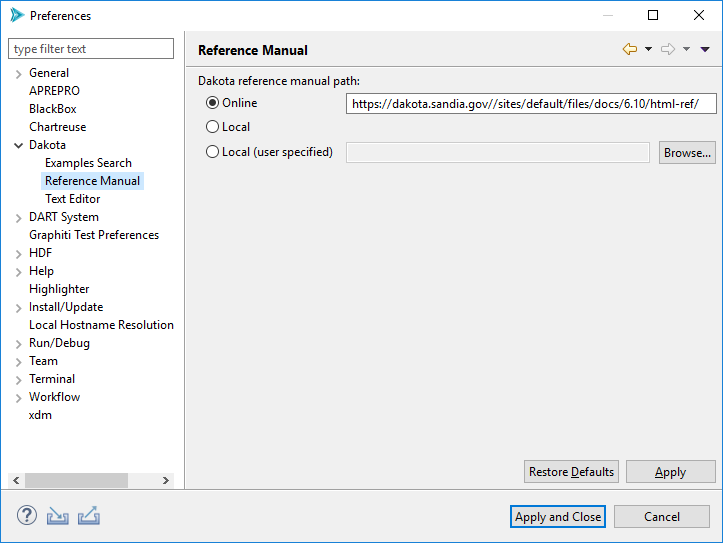 Preferences
type filter text
General
APREPRO
BlackBox
Chartreuse
Dakota
Examples Search
Reference Manual
Text Editor
DART System
Graphiti Test Preferences
HDF
Help
Highlighter
Install/Update
Local Hostname Resolution
Run/Debug
Team
Terminal
Workflow
xdm
Reference Manual
Dakota reference manual path:
Online https://dakota.sandia.gov//sites/default/files/docs/6.10/html-ref/
Local
Local (user specified) Browse...
Restore Defaults Apply
? Apply and Close Cancel